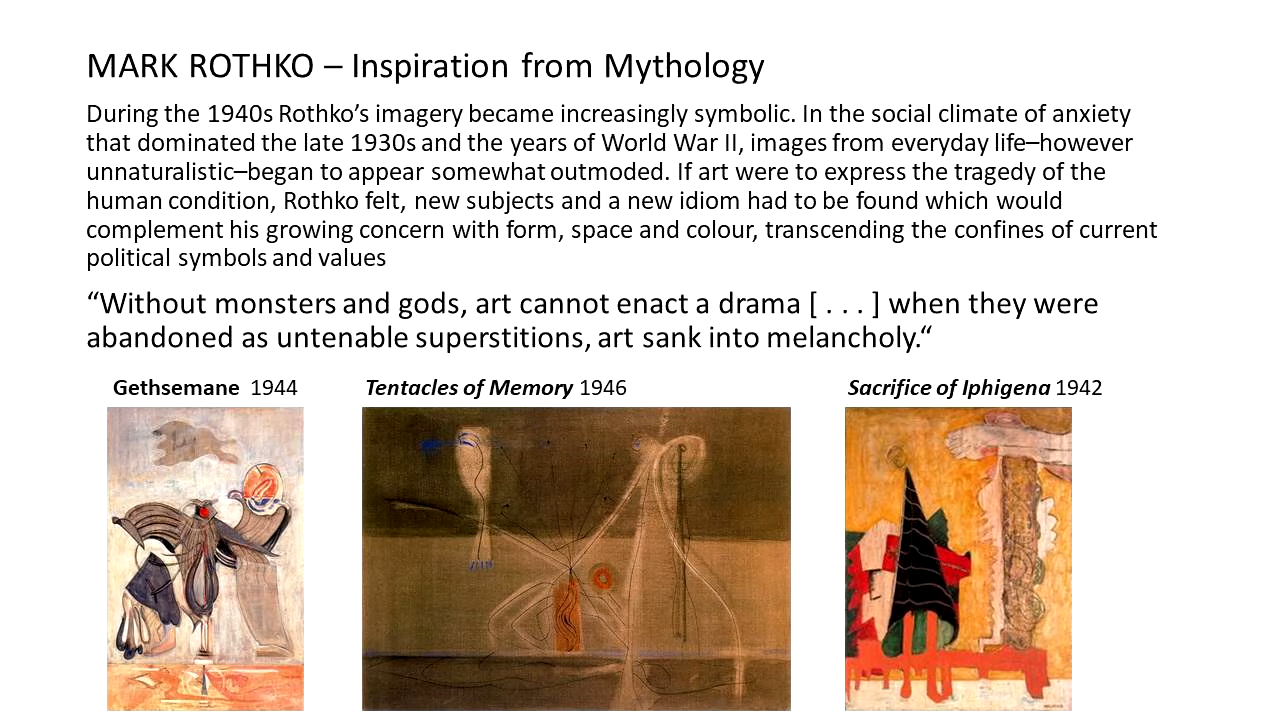 MARK ROTHKO – Inspiration from Mythology
During the 1940s Rothko’s imagery became increasingly symbolic. In the social climate of anxiety
that dominated the late 1930s and the years of World War II, images from everyday life–however
unnaturalistic–began to appear somewhat outmoded. If art were to express the tragedy of the
human condition, Rothko felt, new subjects and a new idiom had to be found which would
complement his growing concern with form, space and colour, transcending the confines of current
political symbols and values
“Without monsters and gods, art cannot enact a drama [ . . . ] when they were
abandoned as untenable superstitions, art sank into melancholy.“
Gethsemane 1944
Tentacles of Memory 1946
Sacrifice of Iphigena 1942